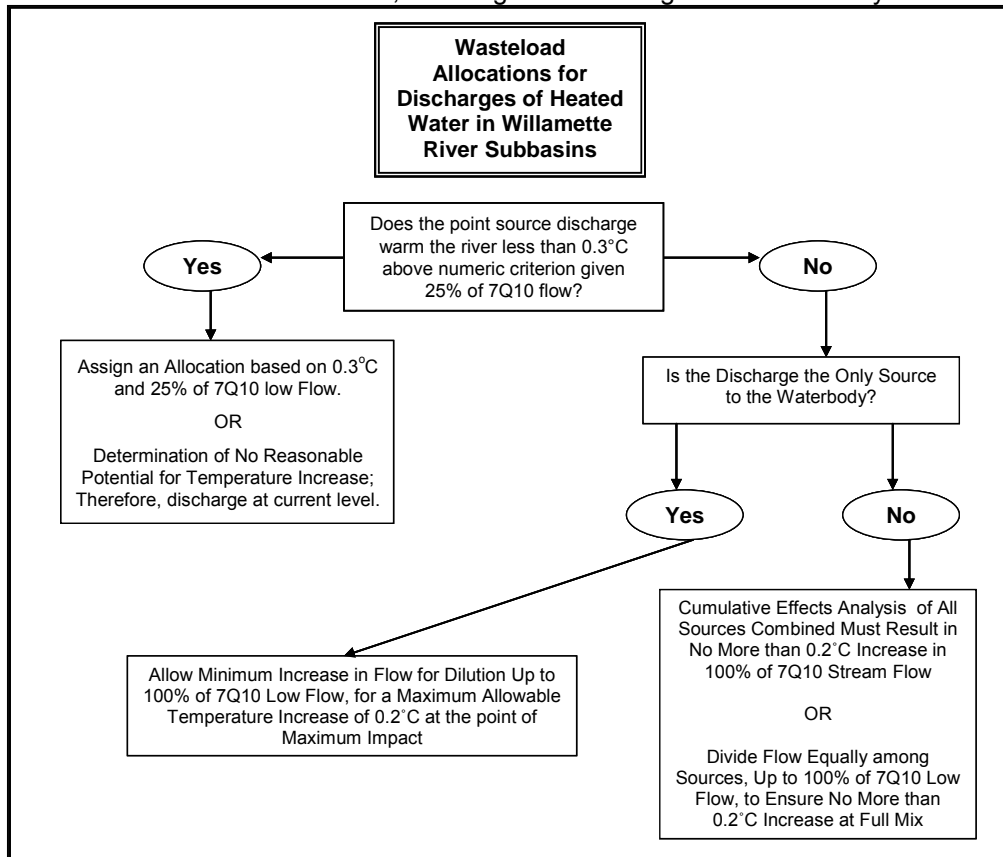 Wasteload
Allocations for
Discharges of Heated
Water in Willamette
River Subbasins
Does the point source discharge
warm the river less than 0.3°C
above numeric criterion given
25% of 7Q10 flow?
Yes
No
Assign an Allocation based on 0.3°C
and 25% of 7Q10 low Flow.
OR
Determination of No Reasonable
Potential for Temperature Increase;
Therefore, discharge at current level.
Is the Discharge the Only Source
to the Waterbody?
Yes
No
Allow Minimum Increase in Flow for Dilution Up to
100% of 7Q10 Low Flow, for a Maximum Allowable
Temperature Increase of 0.2°C at the point of
Maximum Impact
Cumulative Effects Analysis of All
Sources Combined Must Result in
No More than 0.2°C Increase in
100% of 7Q10 Stream Flow
OR
Divide Flow Equally among
Sources, Up to 100% of 7Q10 Low
Flow, to Ensure No More than
0.2°C Increase at Full Mix